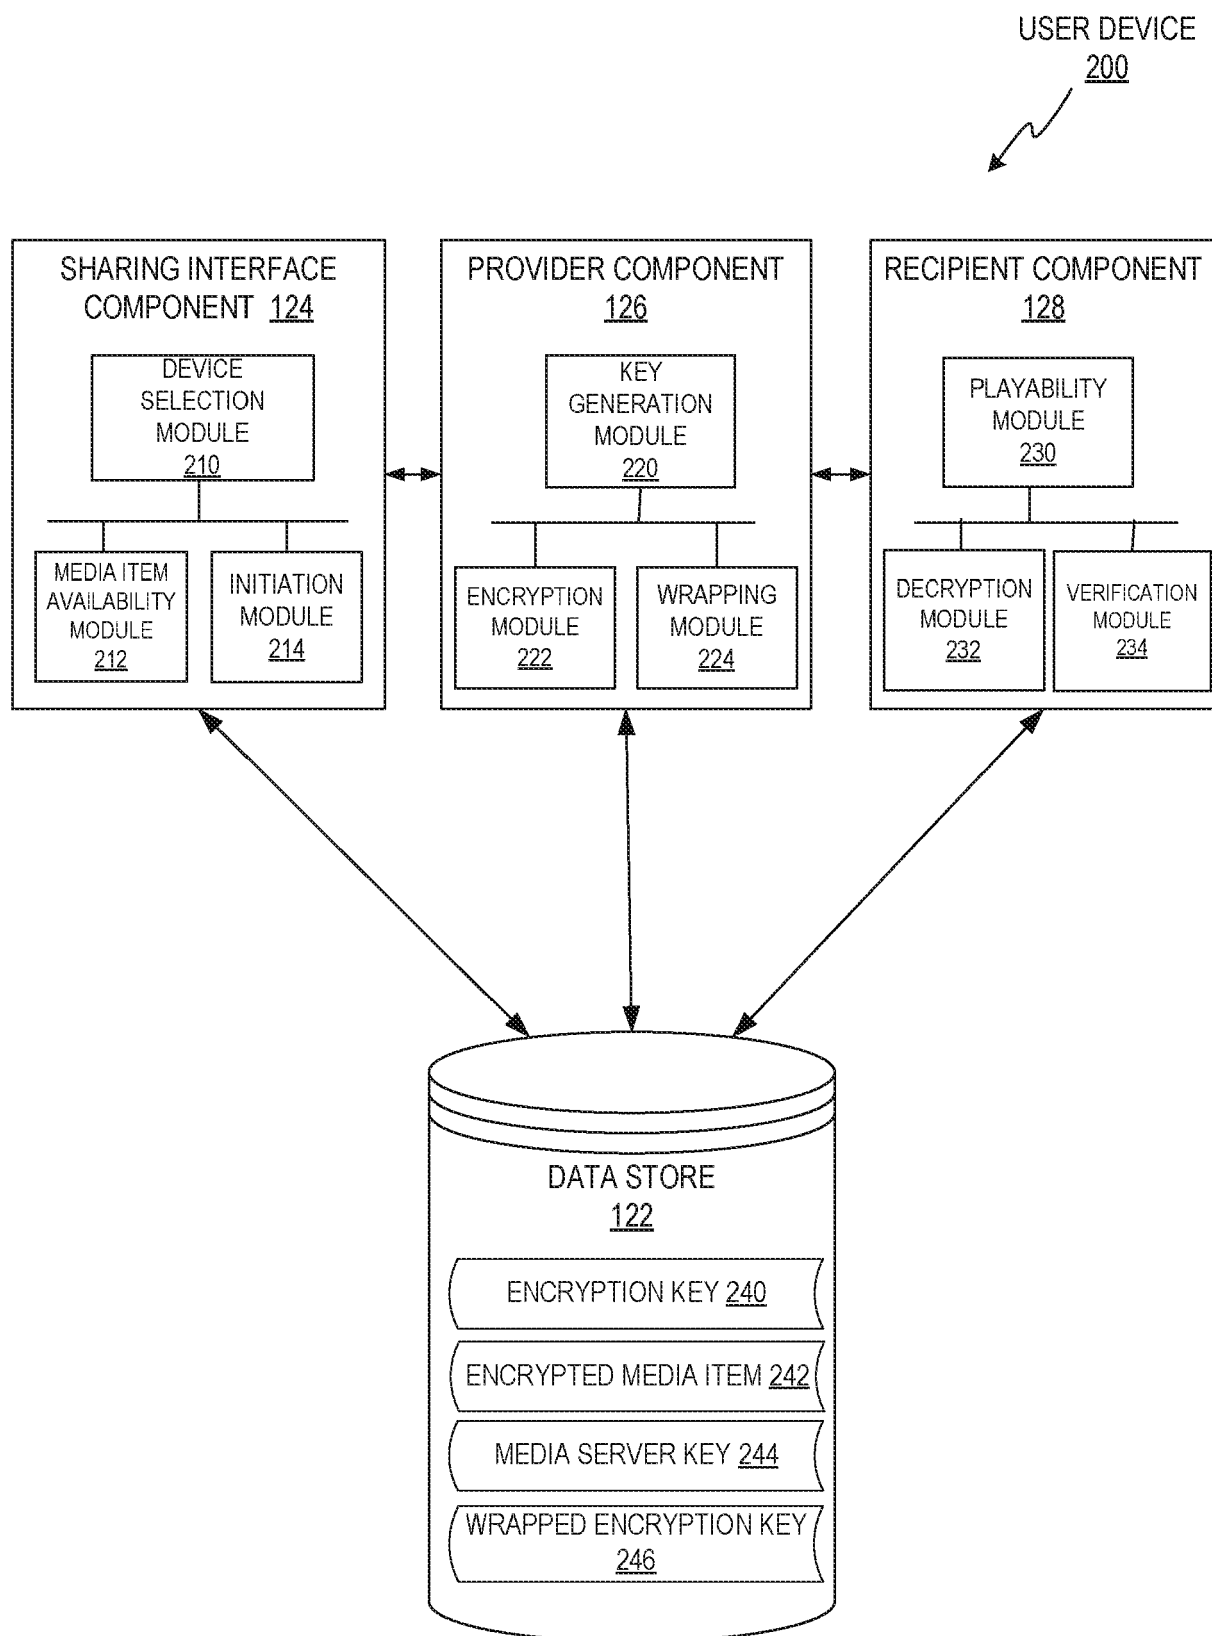 USER DEVICE
200
SHARING INTERFACE
COMPONENT 124
DEVICE
SELECTION
MODULE
210
MEDIA ITEM
AVAILABILITY
MODULE
212
INITIATION
MODULE
214
PROVIDER COMPONENT
126
KEY
GENERATION
MODULE
220
ENCRYPTION
MODULE
222
WRAPPING
MODULE
224
RECIPIENT COMPONENT
128
PLAYABILITY
MODULE
230
DECRYPTION
MODULE
232
VERIFICATION
MODULE
234
DATA STORE
122
ENCRYPTION KEY 240
ENCRYPTED MEDIA ITEM 242
MEDIA SERVER KEY 244
WRAPPED ENCRYPTION KEY
246